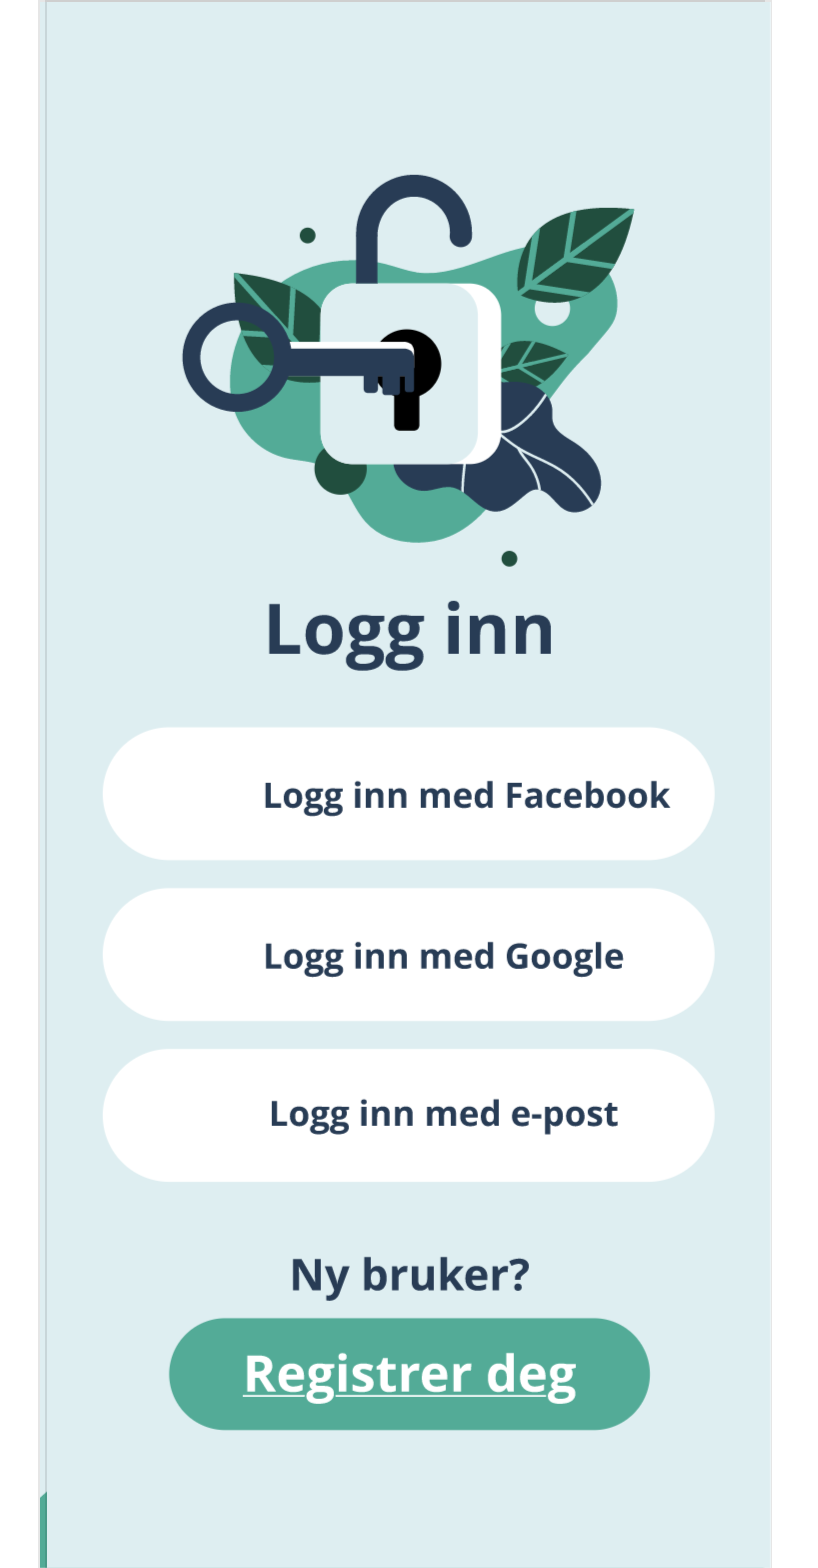 Logg inn
Logg inn med Facebook
Logg inn med Google
Logg inn med e-post
Ny bruker?
Registrer deg